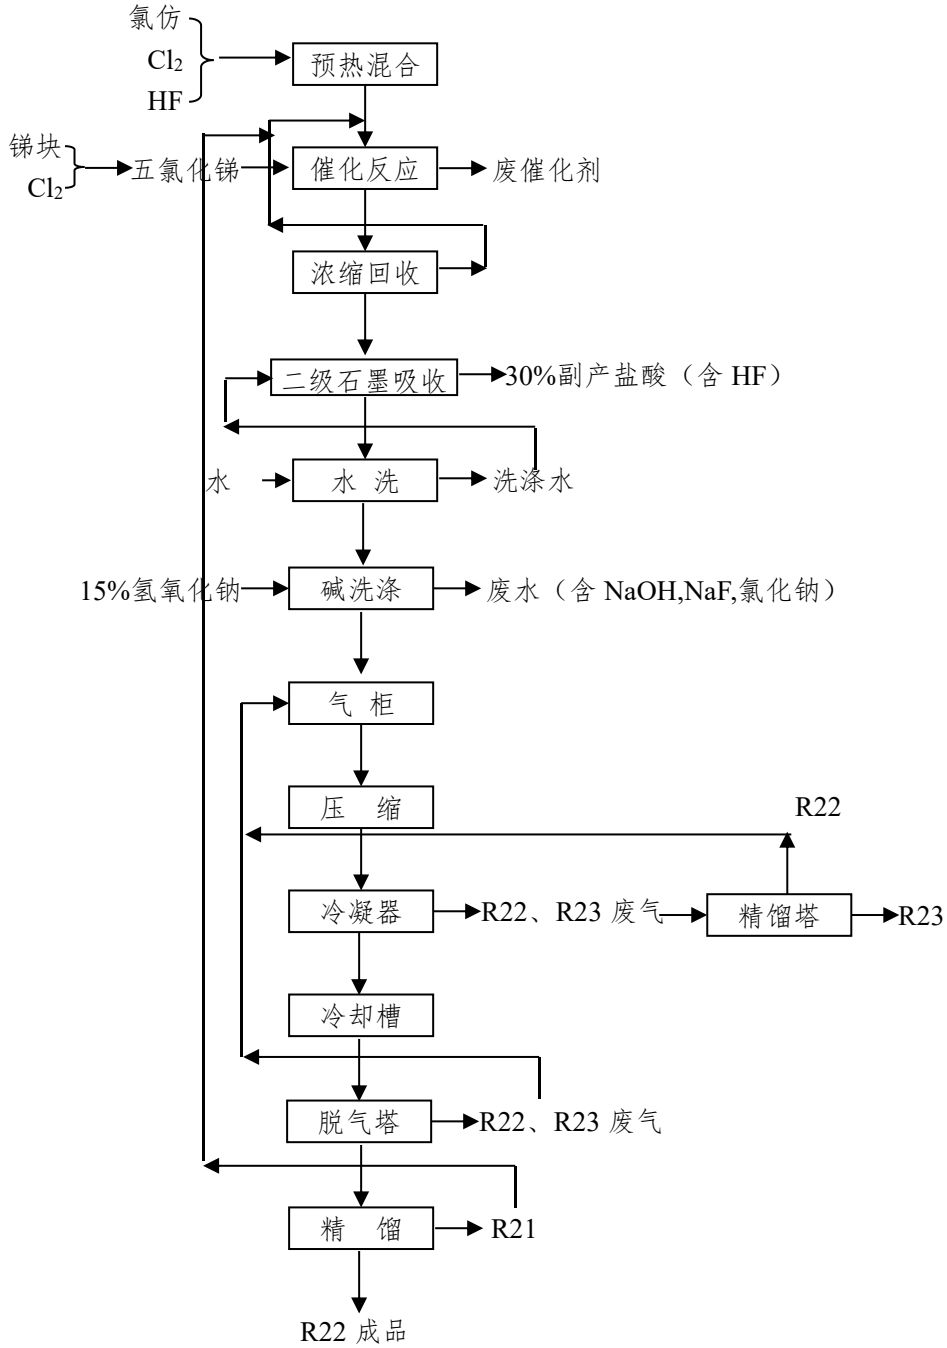 氯仿
Cl₂
HF
预热混合
锑块
Cl₂
五氯化锑
催化反应
废催化剂
浓缩回收
二级石墨吸收
30%副产盐酸（含 HF）
水
水 洗
洗涤水
15%氢氧化钠
碱洗涤
废水（含 NaOH,NaF,氯化钠）
气 柜
压 缩
R22
冷凝器
R22、R23 废气
精馏塔
R23
冷却槽
脱气塔
R22、R23 废气
精 馏
R21
R22 成品